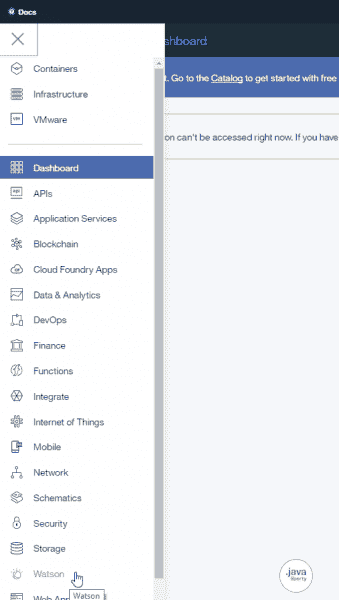 Docs
shboard
t. Go to the Catalog to get started with free
on can't be accessed right now. If you have
Containers
Infrastructure
VMware
Dashboard
APIs
Application Services
Blockchain
Cloud Foundry Apps
Data & Analytics
DevOps
Finance
Functions
Integrate
Internet of Things
Mobile
Network
Schematics
Security
Storage
Watson
Watson
Web Ap
.java
liberty